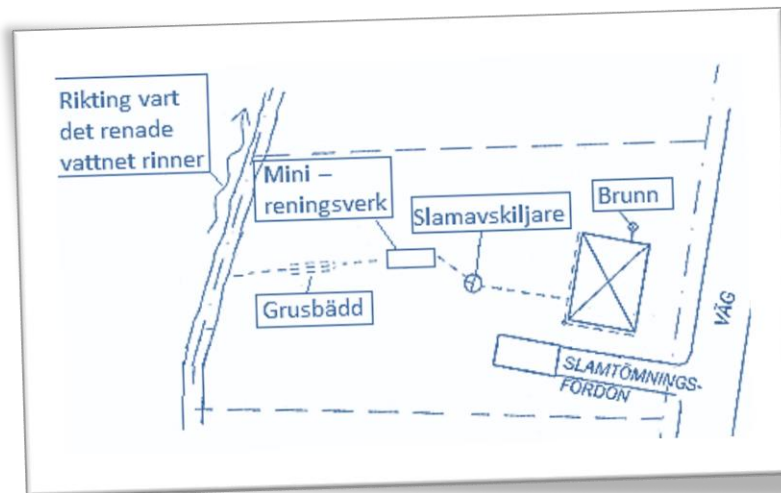 Rikting vart
det renade
vattnet rinner
Mini –
reningsverk
Slamavskiljare
Brunn
Grusbädd
VÄG
SLAMTÖMNINGS-
FORDON